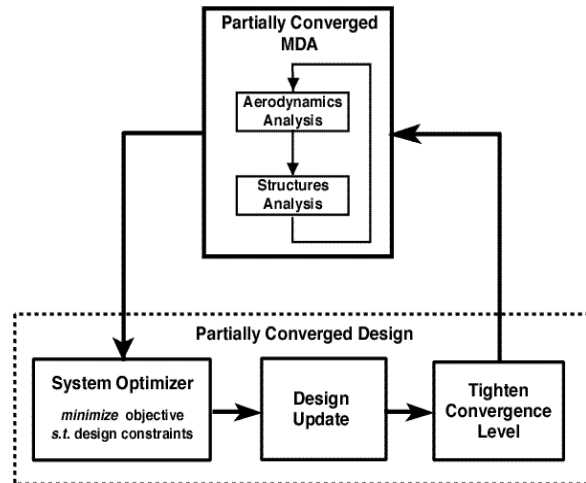 Partially Converged
MDA
Aerodynamics
Analysis
Structures
Analysis
Partially Converged Design
System Optimizer
minimize objective
s.t. design constraints
Design
Update
Tighten
Convergence
Level